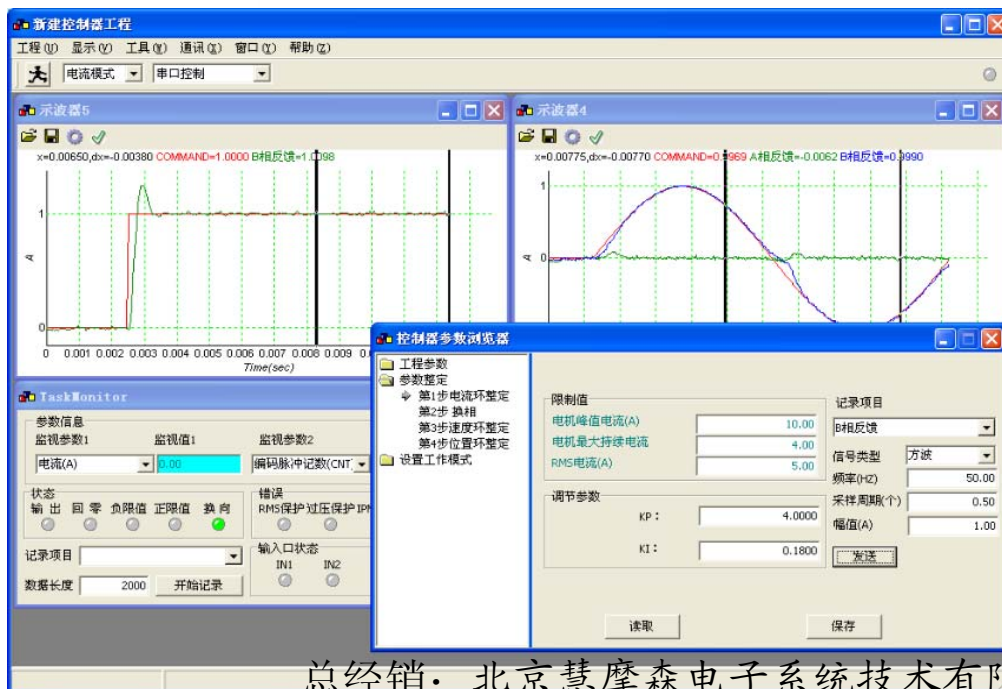 新建控制器工程
工程(U) 显示(V) 工具(W) 通讯(X) 窗口(Y) 帮助(Z)
电流模式 串口控制
示波器5
x=0.00650,dx=-0.00380 COMMAND=1.0000 B相反馈=1.0098
1
A
0
0 0.001 0.002 0.003 0.004 0.005 0.006 0.007 0.008 0.009
Time(sec)
示波器4
x=0.00775,dx=-0.00770 COMMAND=0.9969 A相反馈=-0.0062 B相反馈=0.9990
1
A
0
TaskMonitor
参数信息
监视参数1 监视值1 监视参数2
电流(A) 0.00 编码脉冲记数(CNT)
状态
输出 回零 负限值 正限值 换向
错误
RMS保护 过压保护 IPM
记录项目
数据长度 2000 开始记录
输入口状态
IN1 IN2
控制器参数浏览器
工程参数
参数整定
第1步电流环整定
第2步 换相
第3步速度环整定
第4步位置环整定
设置工作模式
限制值
电机峰值电流(A) 10.00
电机最大持续电流 4.00
RMS电流(A) 5.00
调节参数
KP: 4.0000
KI: 0.1800
记录项目
B相反馈
信号类型 方波
频率(HZ) 50.00
采样周期(个) 0.50
幅值(A) 1.00
发送
读取 保存
总经销：北京慧摩森电子系统技术有